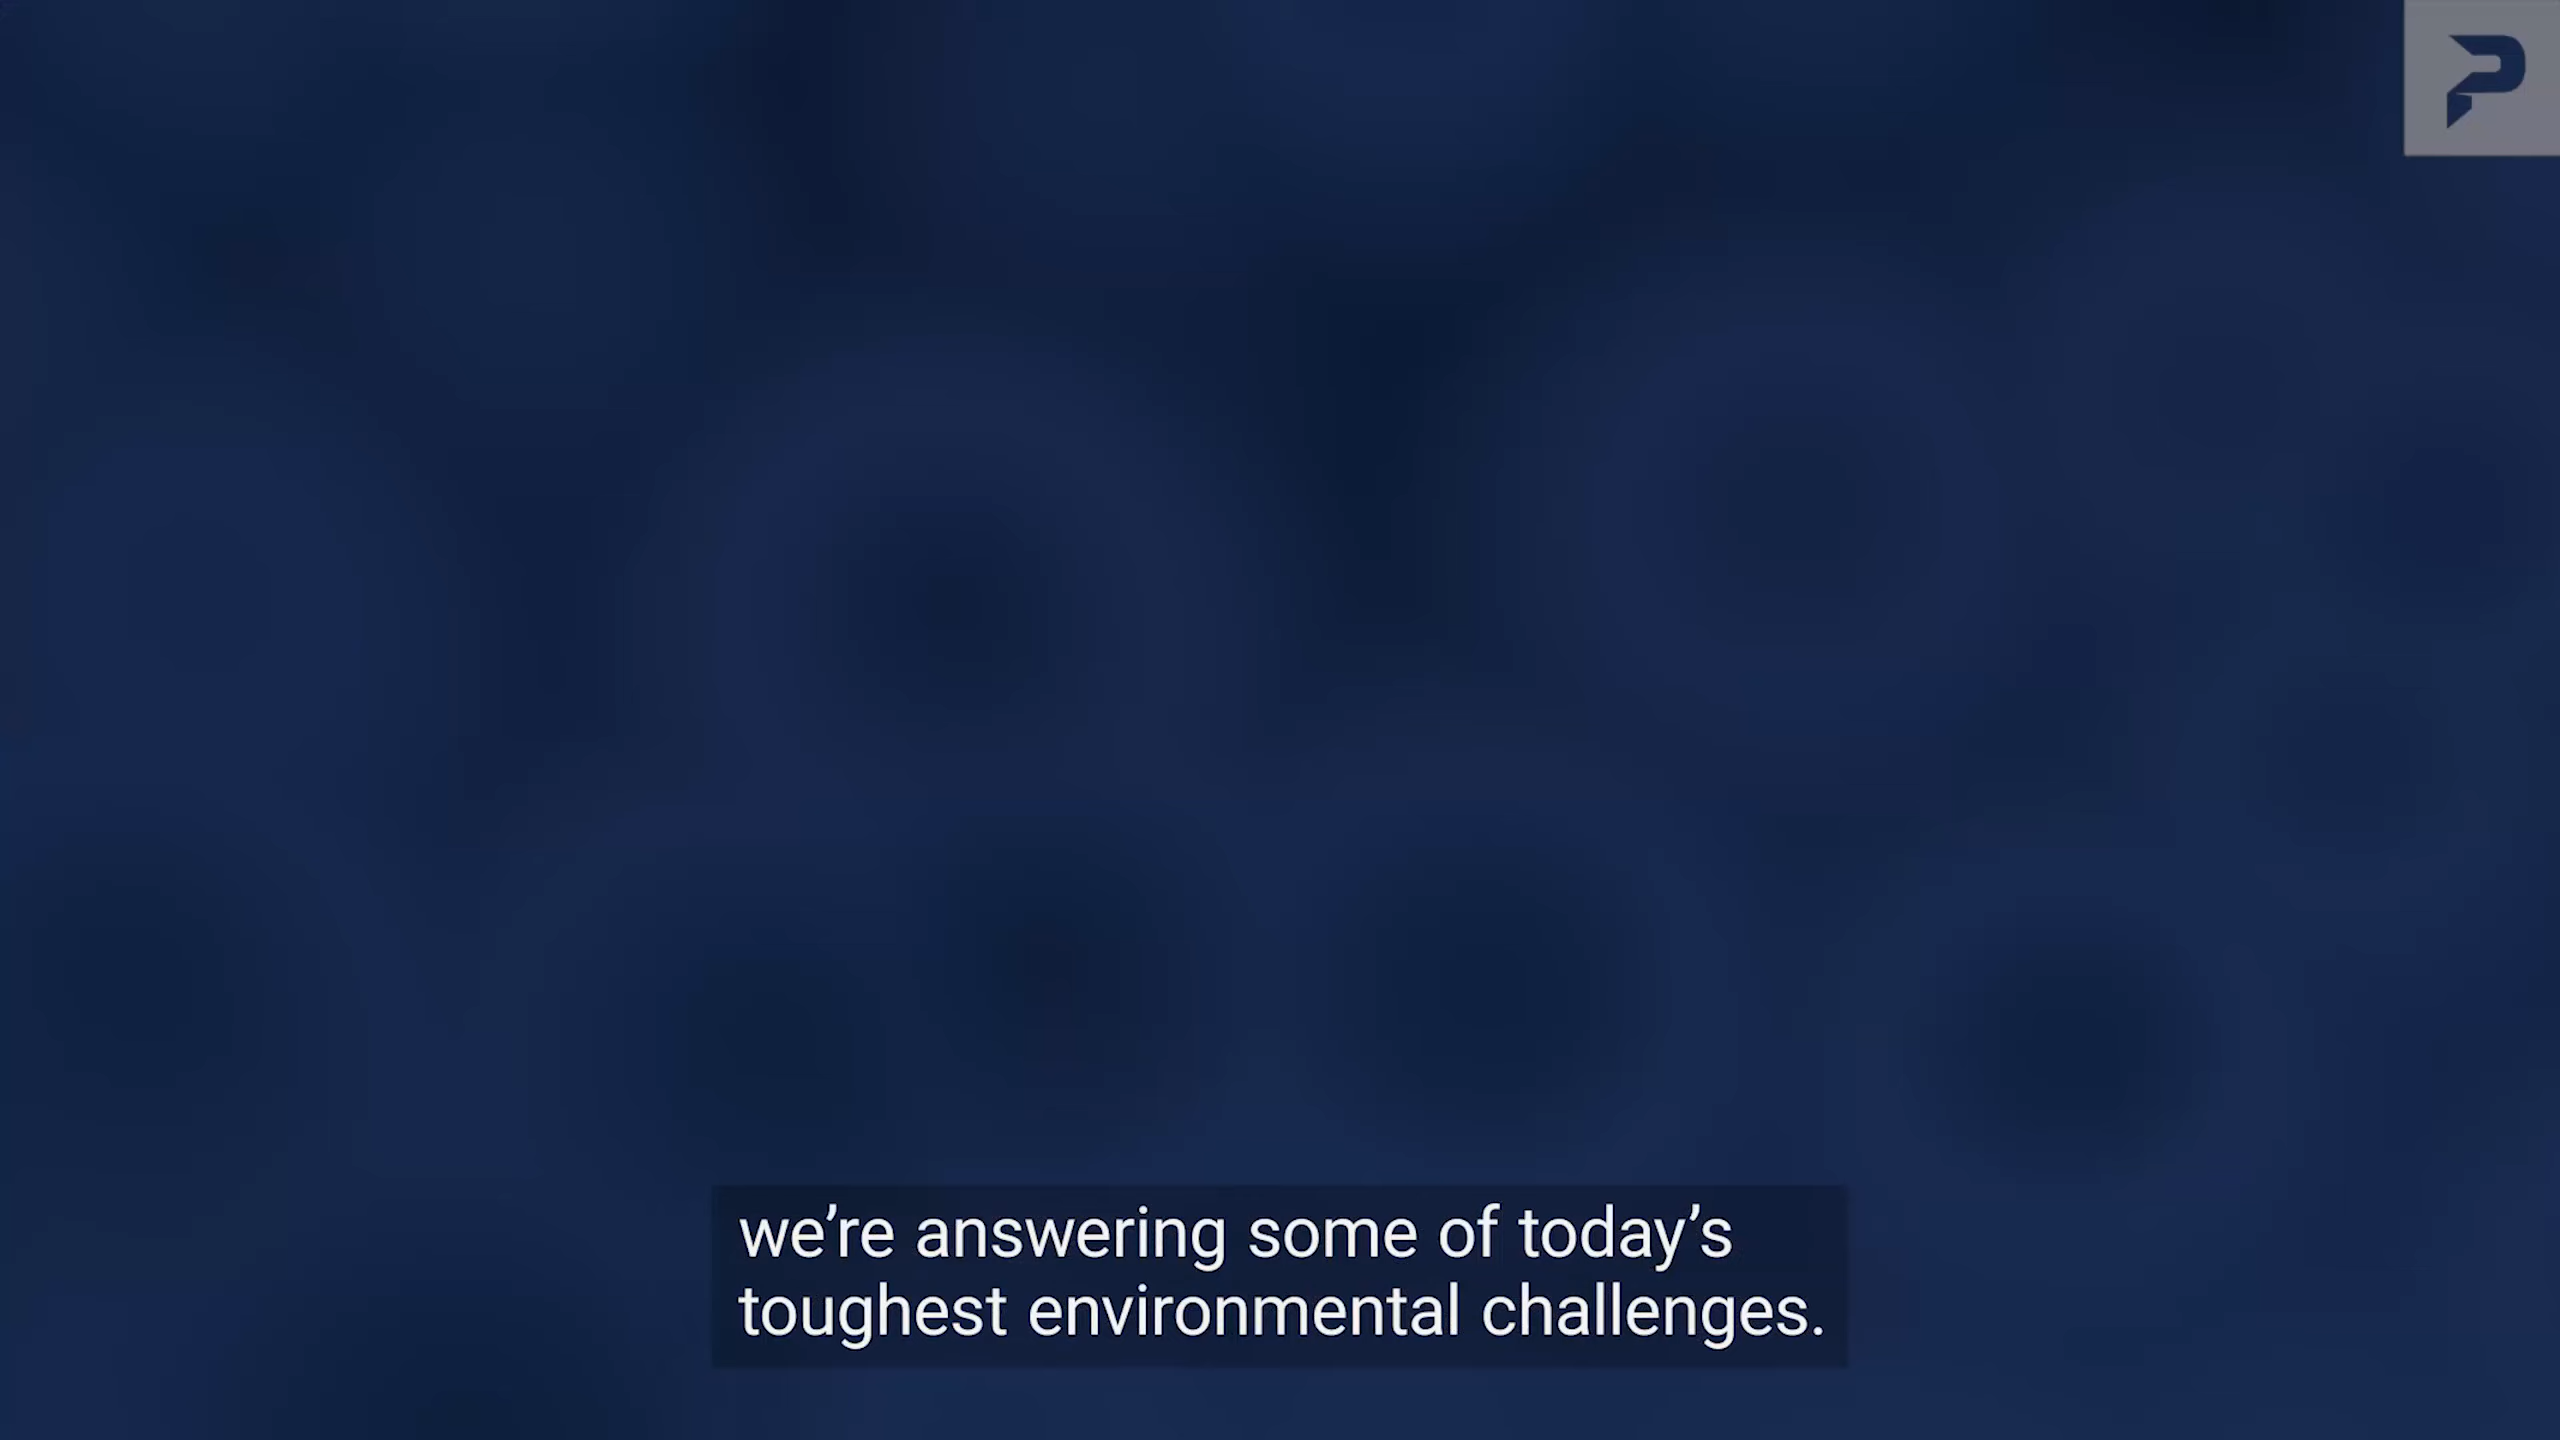 we’re answering some of today’s
toughest environmental challenges.